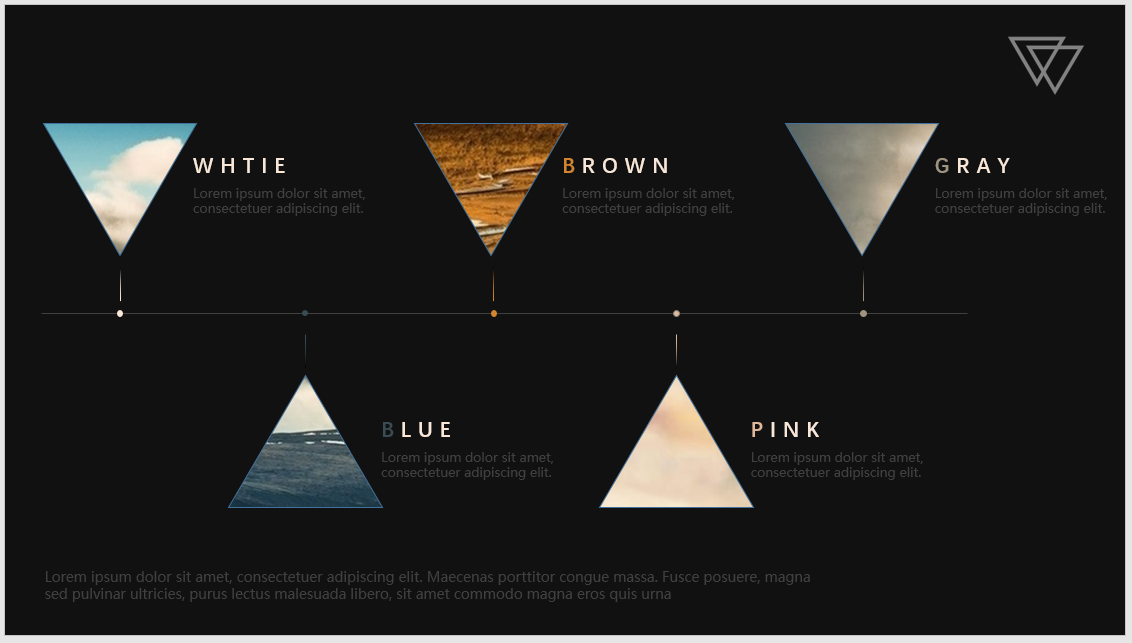 WHTIE
Lorem ipsum dolor sit amet,
consectetuer adipiscing elit.
BROWN
Lorem ipsum dolor sit amet,
consectetuer adipiscing elit.
GRAY
Lorem ipsum dolor sit amet,
consectetuer adipiscing elit.
BLUE
Lorem ipsum dolor sit amet,
consectetuer adipiscing elit.
PINK
Lorem ipsum dolor sit amet,
consectetuer adipiscing elit.
Lorem ipsum dolor sit amet, consectetuer adipiscing elit. Maecenas porttitor congue massa. Fusce posuere, magna
sed pulvinar ultricies, purus lectus malesuada libero, sit amet commodo magna eros quis urna